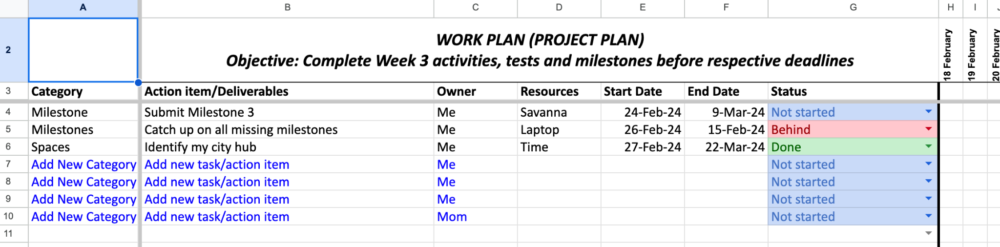 A B C D E F G H I
2 WORK PLAN (PROJECT PLAN)
Objective: Complete Week 3 activities, tests and milestones before respective deadlines
18 February
19 February
20 February
3 Category Action item/Deliverables Owner Resources Start Date End Date Status
4 Milestone Submit Milestone 3 Me Savanna 24-Feb-24 9-Mar-24 Not started
5 Milestones Catch up on all missing milestones Me Laptop 26-Feb-24 15-Feb-24 Behind
6 Spaces Identify my city hub Me Time 27-Feb-24 22-Mar-24 Done
7 Add New Category Add new task/action item Me Not started
8 Add New Category Add new task/action item Me Not started
9 Add New Category Add new task/action item Me Not started
10 Add New Category Add new task/action item Mom Not started
11